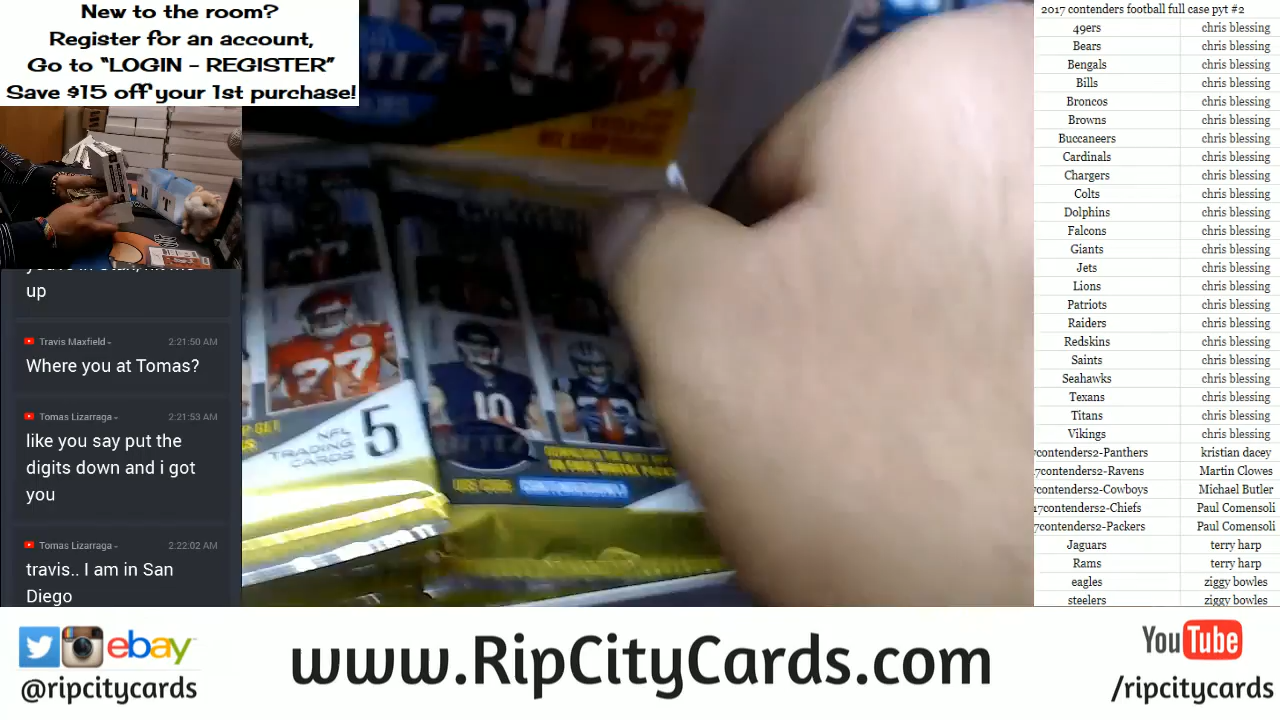 New to the room?
Register for an account,
Go to “LOGIN - REGISTER”
Save $15 off your 1st purchase!
up
Travis Maxfield
2:21:50 AM
Where you at Tomas?
Tomas Lizarraga
2:21:53 AM
like you say put the
digits down and i got
you
Tomas Lizarraga
2:22:02 AM
travis.. I am in San
Diego
R T
NFL
TRADING
CARDS 5
10
2017 contenders football full case pyt #2
49ers chris blessing
Bears chris blessing
Bengals chris blessing
Bills chris blessing
Broncos chris blessing
Browns chris blessing
Buccaneers chris blessing
Cardinals chris blessing
Chargers chris blessing
Colts chris blessing
Dolphins chris blessing
Falcons chris blessing
Giants chris blessing
Jets chris blessing
Lions chris blessing
Patriots chris blessing
Raiders chris blessing
Redskins chris blessing
Saints chris blessing
Seahawks chris blessing
Texans chris blessing
Titans chris blessing
Vikings chris blessing
7contenders2-Panthers kristian dacey
17contenders2-Ravens Martin Clowes
7contenders2-Cowboys Michael Butler
17contenders2-Chiefs Paul Comensoli
7contenders2-Packers Paul Comensoli
Jaguars terry harp
Rams terry harp
eagles ziggy bowles
steelers ziggy bowles
ebay
@ripcitycards
www.RipCityCards.com
YouTube
/ripcitycards